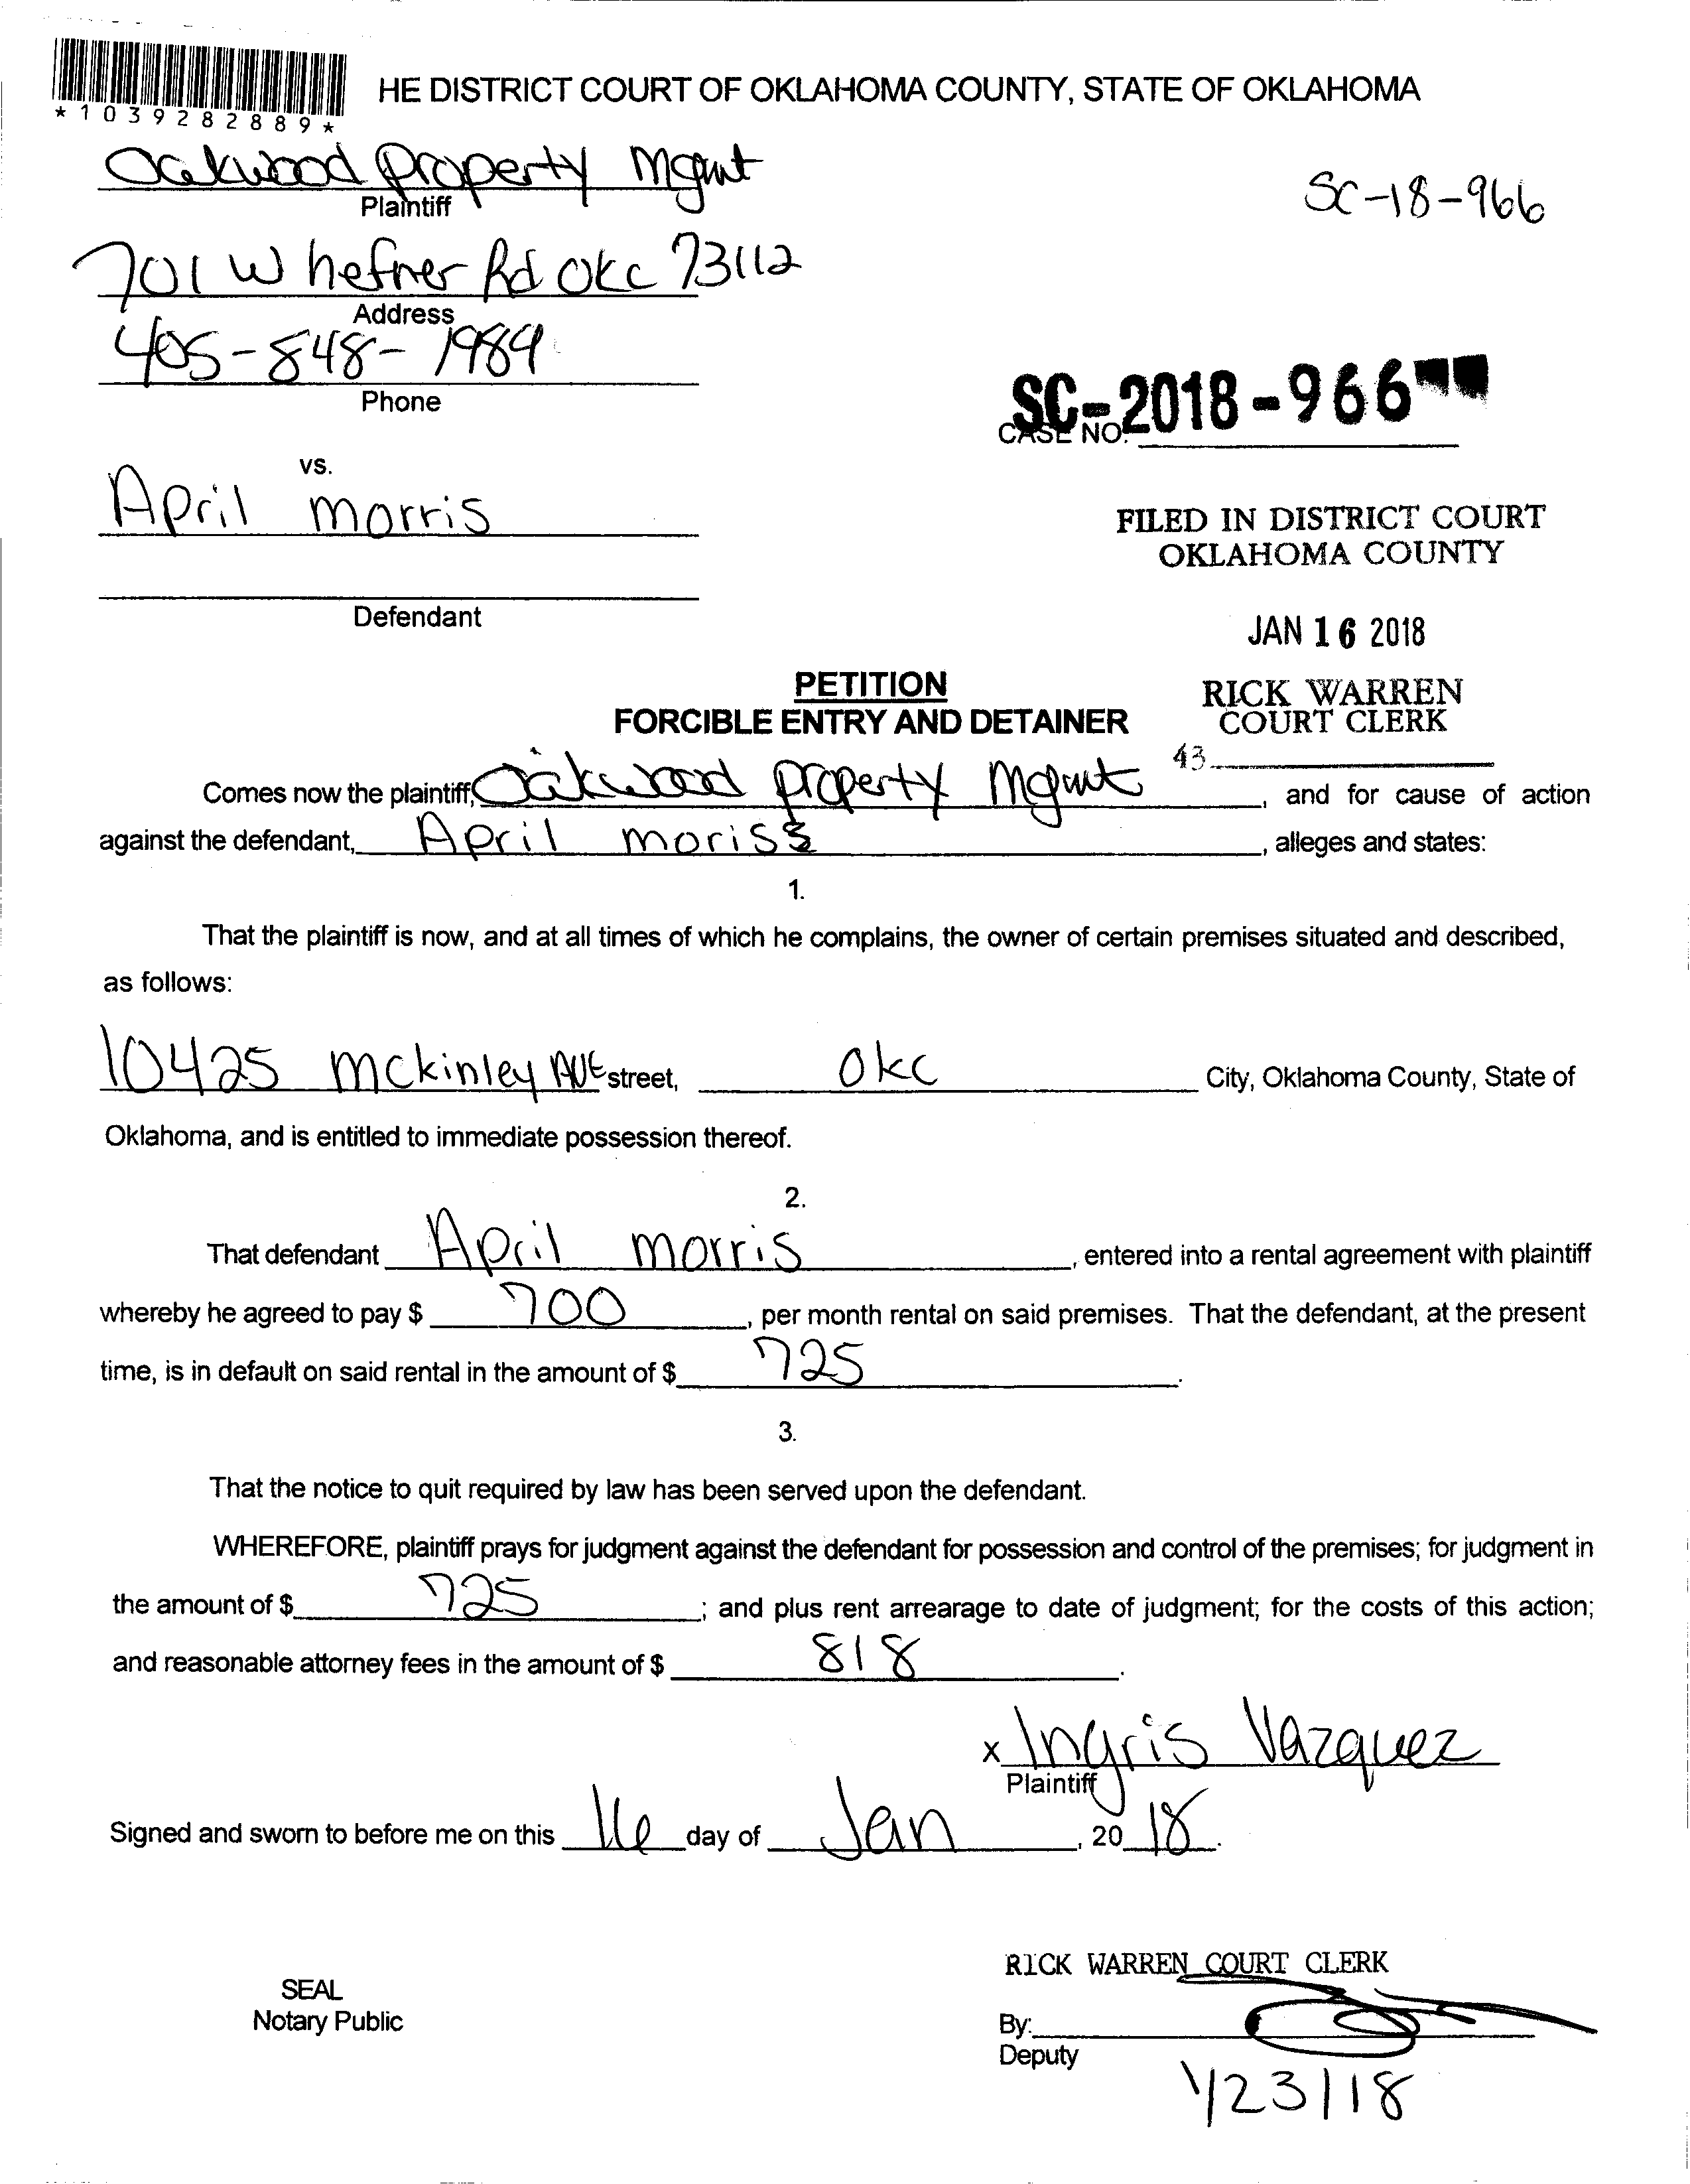 *1039282889*
HE DISTRICT COURT OF OKLAHOMA COUNTY, STATE OF OKLAHOMA
Oakwood Property Mgmt
Plaintiff
SC-18-966
701 W hefner Rd OKC 73112
Address
405-848-1989
Phone
SC-2018-966
CASE NO.
vs.
April morris
FILED IN DISTRICT COURT
OKLAHOMA COUNTY
Defendant
JAN 16 2018
PETITION
FORCIBLE ENTRY AND DETAINER
RICK WARREN
COURT CLERK
43
Comes now the plaintiff, Oakwood property Mgmt, and for cause of action
against the defendant, April moriss, alleges and states:
1.
That the plaintiff is now, and at all times of which he complains, the owner of certain premises situated and described,
as follows:
10425 mckinley AVE street, OKC City, Oklahoma County, State of
Oklahoma, and is entitled to immediate possession thereof.
2.
That defendant April morris, entered into a rental agreement with plaintiff
whereby he agreed to pay $ 700, per month rental on said premises. That the defendant, at the present
time, is in default on said rental in the amount of $ 725.
3.
That the notice to quit required by law has been served upon the defendant.
WHEREFORE, plaintiff prays for judgment against the defendant for possession and control of the premises; for judgment in
the amount of $ 725; and plus rent arrearage to date of judgment; for the costs of this action;
and reasonable attorney fees in the amount of $ 818.
x Ingris Vazquez
Plaintiff
Signed and sworn to before me on this 16 day of Jan, 20 18.
RICK WARREN COURT CLERK
SEAL
Notary Public
By:
Deputy
1/23/18